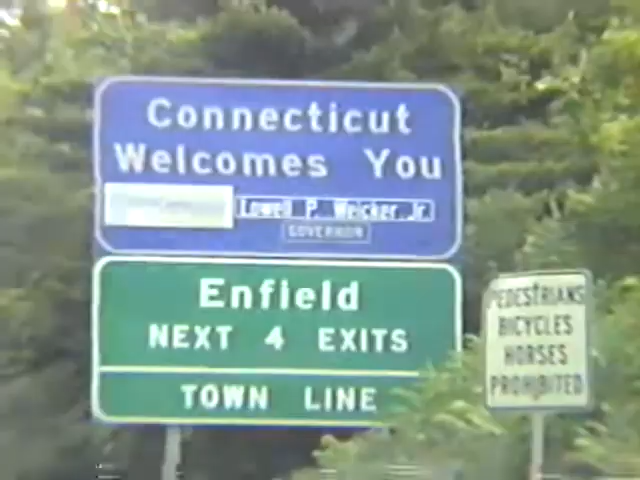 Connecticut
Welcomes You
Lowell P. Weicker Jr.
GOVERNOR
Enfield
NEXT 4 EXITS
TOWN LINE
PEDESTRIANS
BICYCLES
HORSES
PROHIBITED